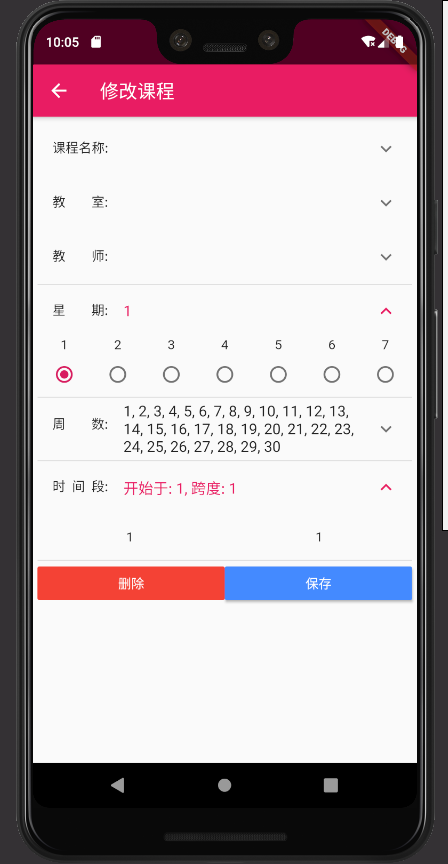 10:05
DEBUG
修改课程
课程名称:
教 室:
教 师:
星 期: 1
1 2 3 4 5 6 7
周 数: 1, 2, 3, 4, 5, 6, 7, 8, 9, 10, 11, 12, 13,
14, 15, 16, 17, 18, 19, 20, 21, 22, 23,
24, 25, 26, 27, 28, 29, 30
时 间 段: 开始于: 1, 跨度: 1
1 1
删除 保存